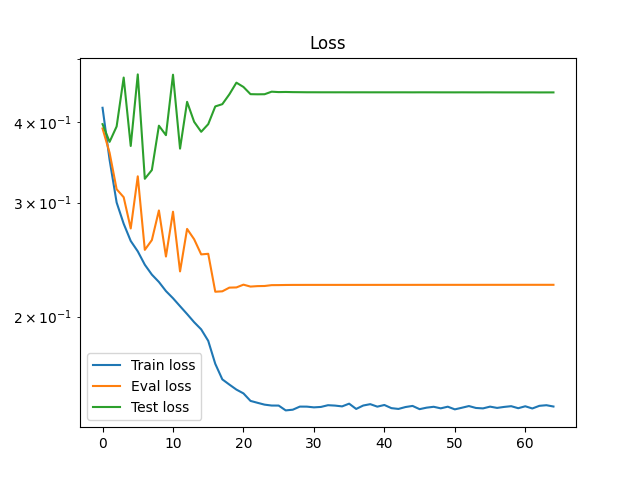 Loss
4 × 10⁻¹
3 × 10⁻¹
2 × 10⁻¹
Train loss
Eval loss
Test loss
0 10 20 30 40 50 60